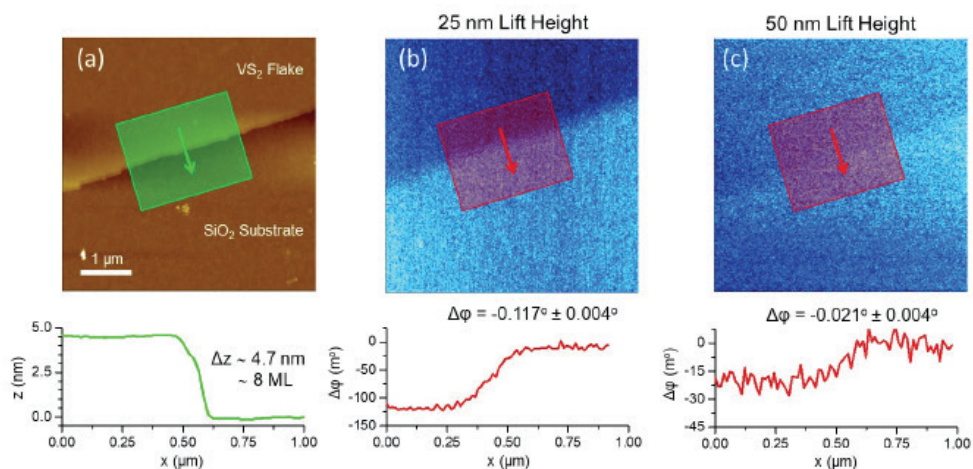 25 nm Lift Height
50 nm Lift Height
(a)
VS₂ Flake
SiO₂ Substrate
1 μm
(b)
(c)
5.0
2.5
0.0
z (nm)
Δz ~ 4.7 nm
~ 8 ML
0.00 0.25 0.50 0.75 1.00
x (μm)
Δφ = -0.117° ± 0.004°
0
-50
-100
-150
Δφ (m°)
0.00 0.25 0.50 0.75 1.00
x (μm)
Δφ = -0.021° ± 0.004°
0
-15
-30
-45
Δφ (m°)
0.00 0.25 0.50 0.75 1.00
x (μm)